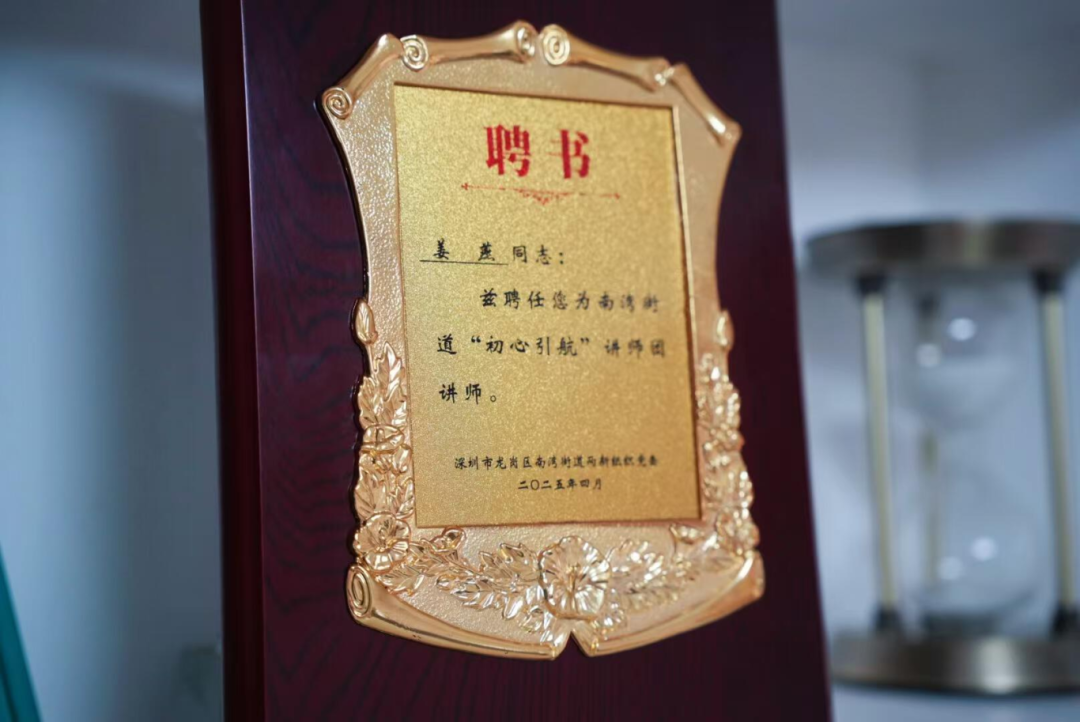 聘书
姜 燕 同志：
兹聘任您为南湾街
道“初心引航”讲师团
讲师。
深圳市龙岗区南湾街道两新组织党委
二〇二五年四月